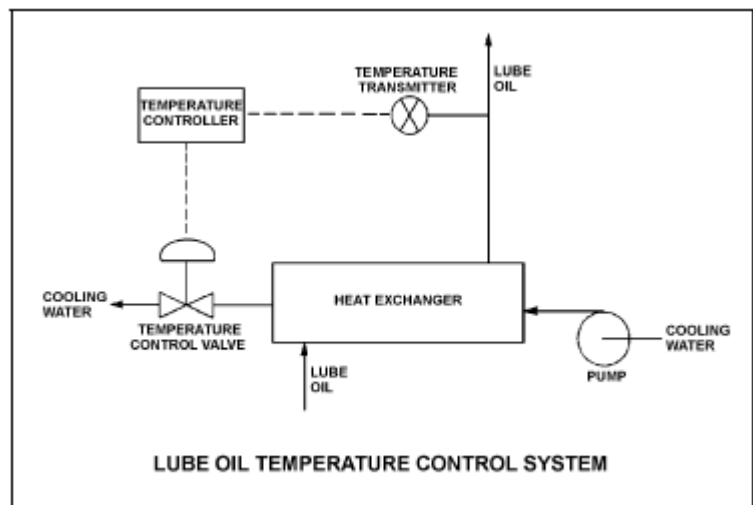 TEMPERATURE
TRANSMITTER
LUBE
OIL
TEMPERATURE
CONTROLLER
COOLING
WATER
TEMPERATURE
CONTROL VALVE
HEAT EXCHANGER
COOLING
WATER
PUMP
LUBE
OIL
LUBE OIL TEMPERATURE CONTROL SYSTEM